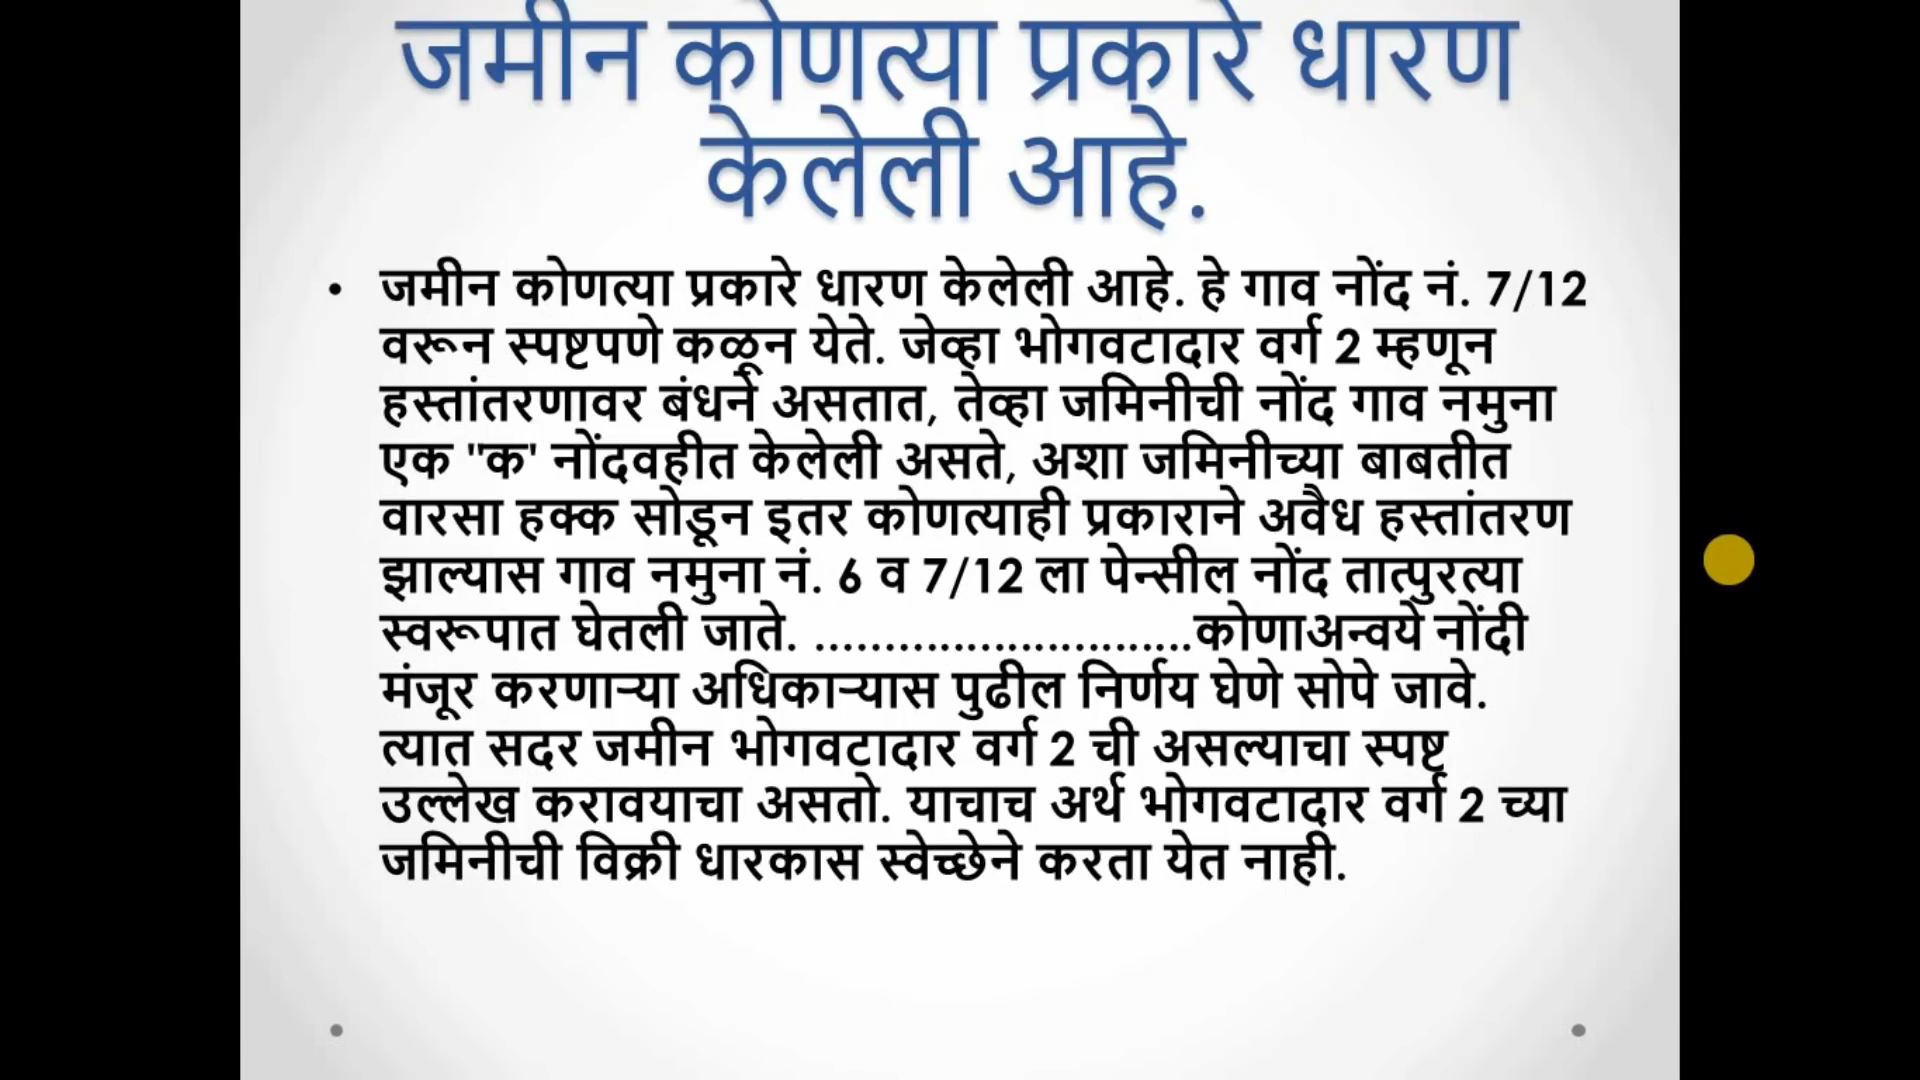 जमीन कोणत्या प्रकारे धारण
केलेली आहे.
• जमीन कोणत्या प्रकारे धारण केलेली आहे. हे गाव नोंद नं. 7/12
वरून स्पष्टपणे कळून येते. जेव्हा भोगवटादार वर्ग 2 म्हणून
हस्तांतरणावर बंधने असतात, तेव्हा जमिनीची नोंद गाव नमुना
एक "क' नोंदवहीत केलेली असते, अशा जमिनीच्या बाबतीत
वारसा हक्क सोडून इतर कोणत्याही प्रकाराने अवैध हस्तांतरण
झाल्यास गाव नमुना नं. 6 व 7/12 ला पेन्सील नोंद तात्पुरत्या
स्वरूपात घेतली जाते. ............................कोणाअन्वये नोंदी
मंजूर करणाऱ्या अधिकाऱ्यास पुढील निर्णय घेणे सोपे जावे.
त्यात सदर जमीन भोगवटादार वर्ग 2 ची असल्याचा स्पष्ट
उल्लेख करावयाचा असतो. याचाच अर्थ भोगवटादार वर्ग 2 च्या
जमिनीची विक्री धारकास स्वेच्छेने करता येत नाही.